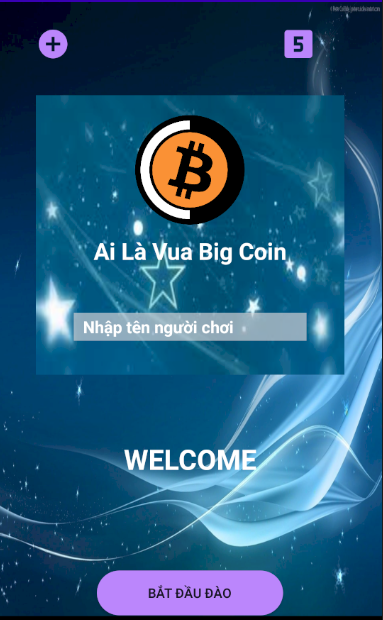 5
Ai Là Vua Big Coin
Nhập tên người chơi
WELCOME
BẮT ĐẦU ĐÀO